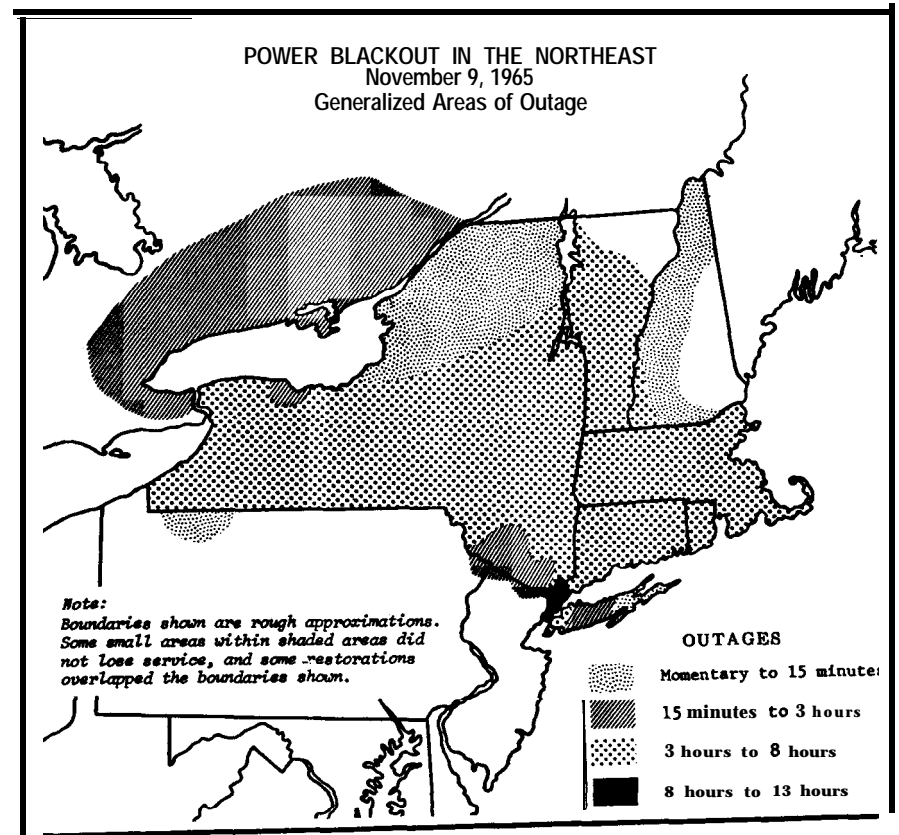 POWER BLACKOUT IN THE NORTHEAST
November 9, 1965
Generalized Areas of Outage
Note:
Boundaries shown are rough approximations.
Some small areas within shaded areas did
not lose service, and some restorations
overlapped the boundaries shown.
OUTAGES
Momentary to 15 minutes
15 minutes to 3 hours
3 hours to 8 hours
8 hours to 13 hours